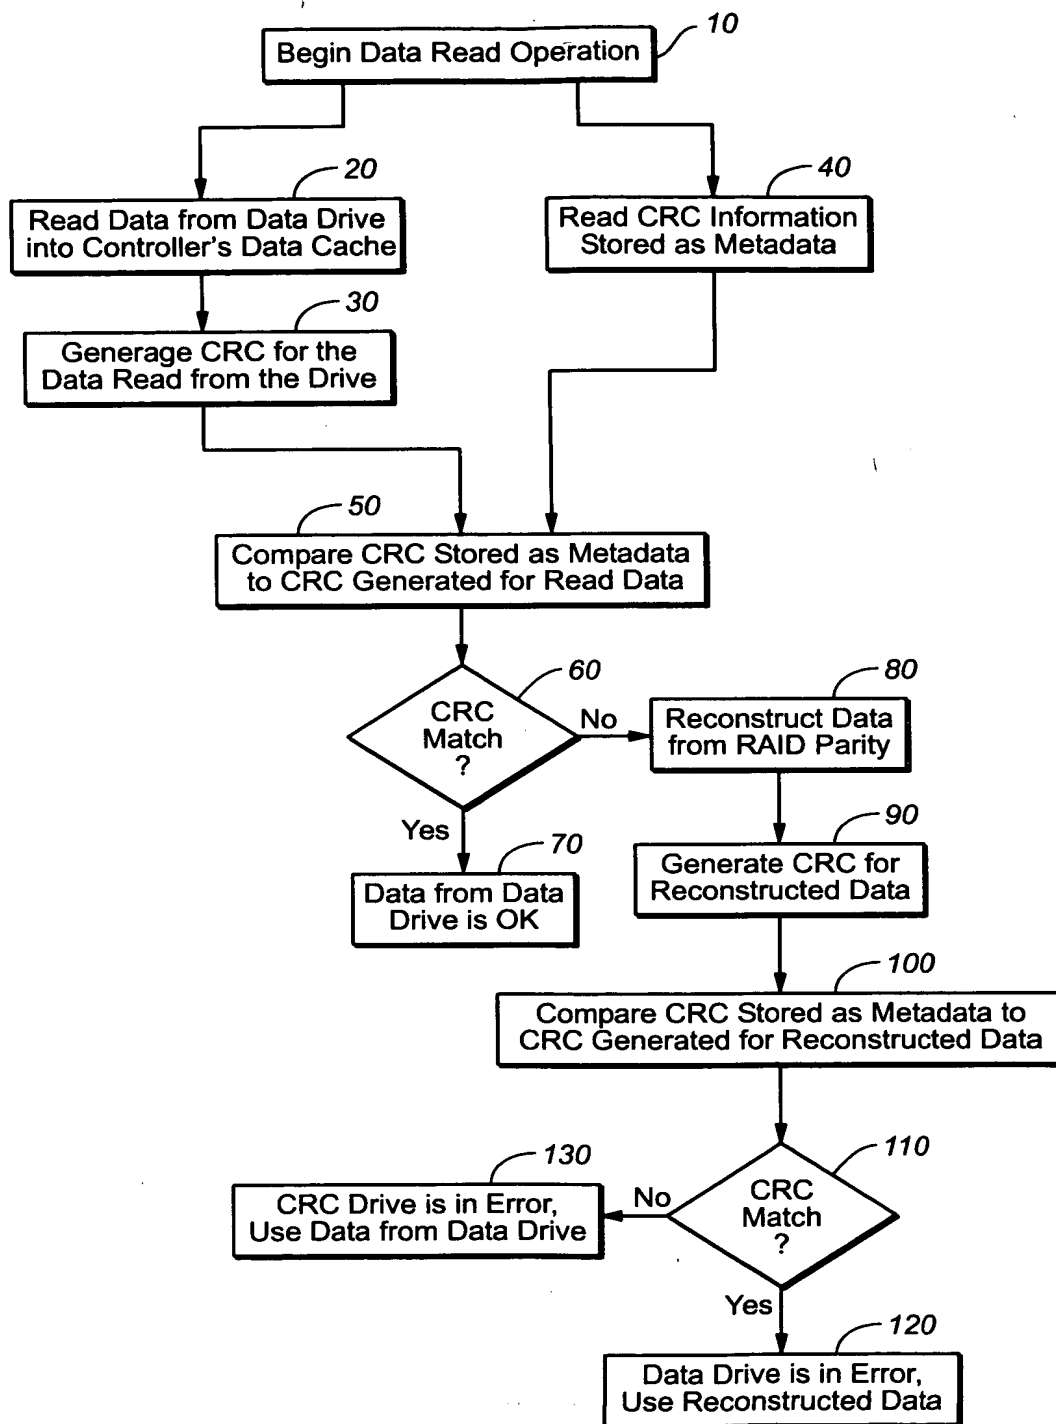 Begin Data Read Operation
10
20
Read Data from Data Drive
into Controller's Data Cache
40
Read CRC Information
Stored as Metadata
30
Generage CRC for the
Data Read from the Drive
50
Compare CRC Stored as Metadata
to CRC Generated for Read Data
60
CRC
Match
?
No
Yes
80
Reconstruct Data
from RAID Parity
70
Data from Data
Drive is OK
90
Generate CRC for
Reconstructed Data
100
Compare CRC Stored as Metadata to
CRC Generated for Reconstructed Data
110
CRC
Match
?
No
130
CRC Drive is in Error,
Use Data from Data Drive
Yes
120
Data Drive is in Error,
Use Reconstructed Data